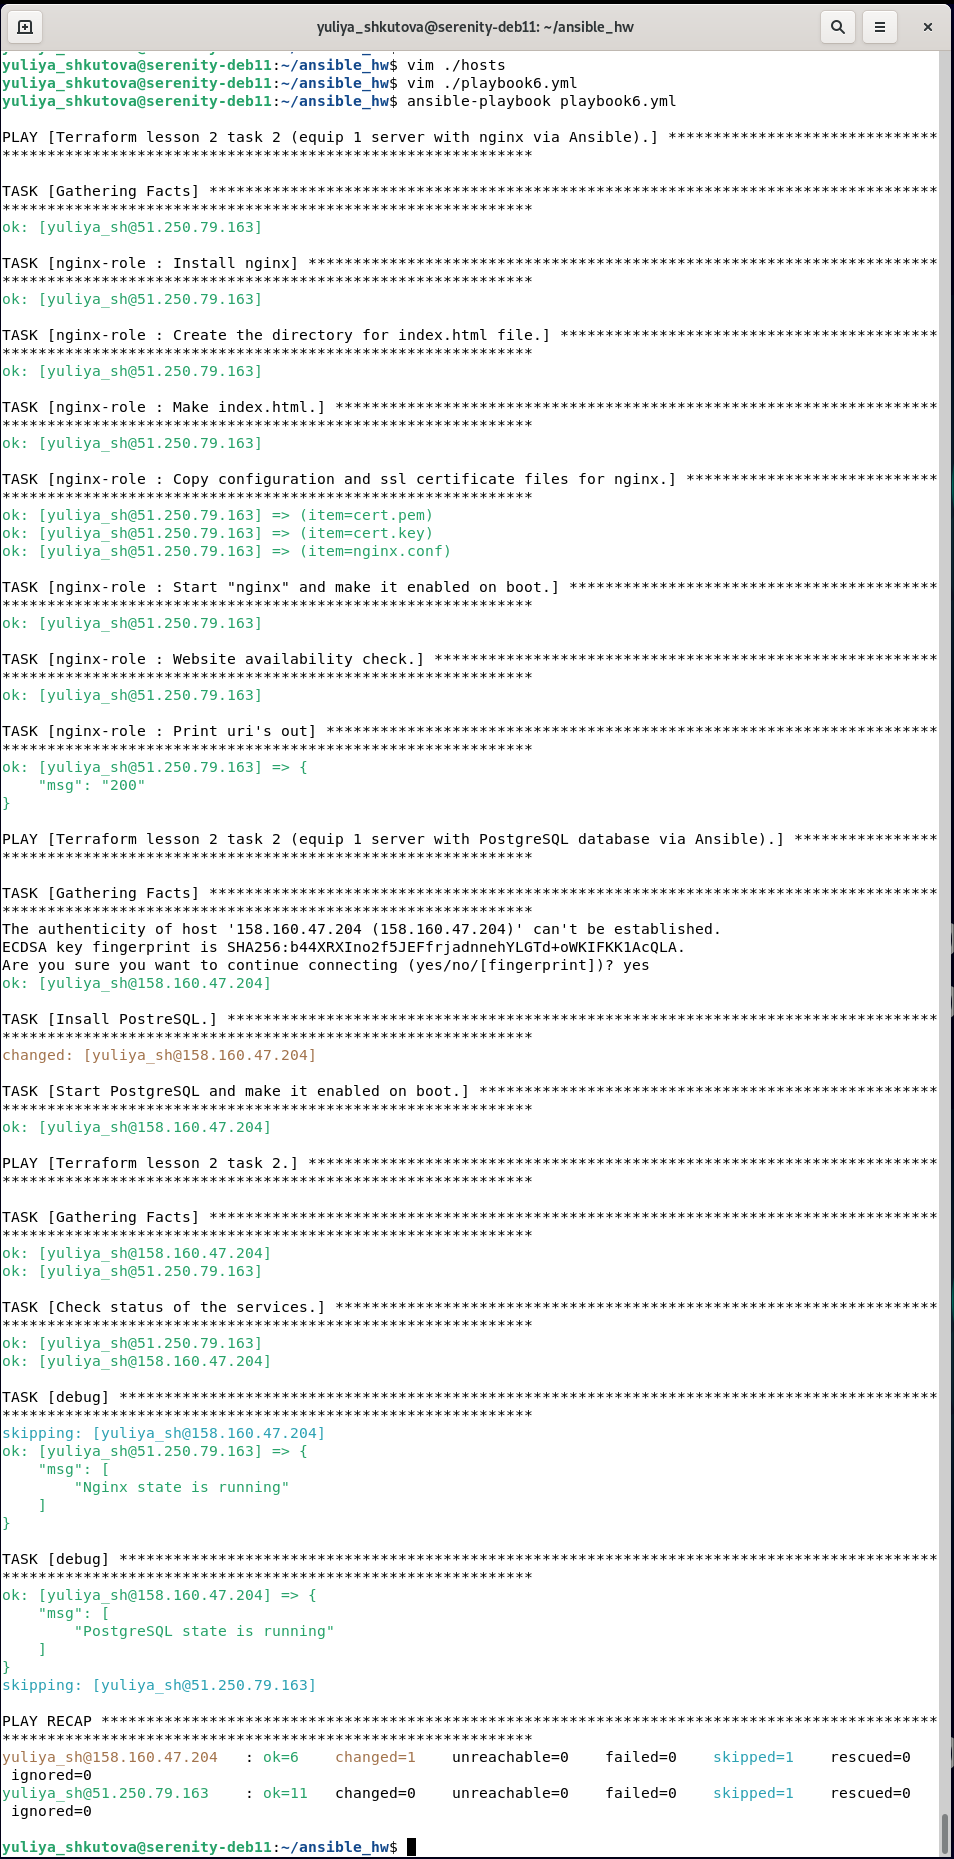 yuliya_shkutova@serenity-deb11: ~/ansible_hw
yuliya_shkutova@serenity-deb11:~/ansible_hw$ vim ./hosts
yuliya_shkutova@serenity-deb11:~/ansible_hw$ vim ./playbook6.yml
yuliya_shkutova@serenity-deb11:~/ansible_hw$ ansible-playbook playbook6.yml
PLAY [Terraform lesson 2 task 2 (equip 1 server with nginx via Ansible).] ******************************
***********************************************************
TASK [Gathering Facts] *********************************************************************************
***********************************************************
ok: [yuliya_sh@51.250.79.163]
TASK [nginx-role : Install nginx] **********************************************************************
***********************************************************
ok: [yuliya_sh@51.250.79.163]
TASK [nginx-role : Create the directory for index.html file.] ******************************************
***********************************************************
ok: [yuliya_sh@51.250.79.163]
TASK [nginx-role : Make index.html.] *******************************************************************
***********************************************************
ok: [yuliya_sh@51.250.79.163]
TASK [nginx-role : Copy configuration and ssl certificate files for nginx.] ****************************
***********************************************************
ok: [yuliya_sh@51.250.79.163] => (item=cert.pem)
ok: [yuliya_sh@51.250.79.163] => (item=cert.key)
ok: [yuliya_sh@51.250.79.163] => (item=nginx.conf)
TASK [nginx-role : Start "nginx" and make it enabled on boot.] *****************************************
***********************************************************
ok: [yuliya_sh@51.250.79.163]
TASK [nginx-role : Website availability check.] ********************************************************
***********************************************************
ok: [yuliya_sh@51.250.79.163]
TASK [nginx-role : Print uri's out] ********************************************************************
***********************************************************
ok: [yuliya_sh@51.250.79.163] => {
    "msg": "200"
}
PLAY [Terraform lesson 2 task 2 (equip 1 server with PostgreSQL database via Ansible).] ****************
***********************************************************
TASK [Gathering Facts] *********************************************************************************
***********************************************************
The authenticity of host '158.160.47.204 (158.160.47.204)' can't be established.
ECDSA key fingerprint is SHA256:b44XRXIno2f5JEFfrjadnnehYLGTd+oWKIFKK1AcQLA.
Are you sure you want to continue connecting (yes/no/[fingerprint])? yes
ok: [yuliya_sh@158.160.47.204]
TASK [Insall PostreSQL.] *******************************************************************************
***********************************************************
changed: [yuliya_sh@158.160.47.204]
TASK [Start PostgreSQL and make it enabled on boot.] ***************************************************
***********************************************************
ok: [yuliya_sh@158.160.47.204]
PLAY [Terraform lesson 2 task 2.] **********************************************************************
***********************************************************
TASK [Gathering Facts] *********************************************************************************
***********************************************************
ok: [yuliya_sh@158.160.47.204]
ok: [yuliya_sh@51.250.79.163]
TASK [Check status of the services.] *******************************************************************
***********************************************************
ok: [yuliya_sh@51.250.79.163]
ok: [yuliya_sh@158.160.47.204]
TASK [debug] *******************************************************************************************
***********************************************************
skipping: [yuliya_sh@158.160.47.204]
ok: [yuliya_sh@51.250.79.163] => {
    "msg": [
        "Nginx state is running"
    ]
}
TASK [debug] *******************************************************************************************
***********************************************************
ok: [yuliya_sh@158.160.47.204] => {
    "msg": [
        "PostgreSQL state is running"
    ]
}
skipping: [yuliya_sh@51.250.79.163]
PLAY RECAP *********************************************************************************************
***********************************************************
yuliya_sh@158.160.47.204   : ok=6    changed=1    unreachable=0    failed=0    skipped=1    rescued=0
 ignored=0
yuliya_sh@51.250.79.163    : ok=11   changed=0    unreachable=0    failed=0    skipped=1    rescued=0
 ignored=0
yuliya_shkutova@serenity-deb11:~/ansible_hw$